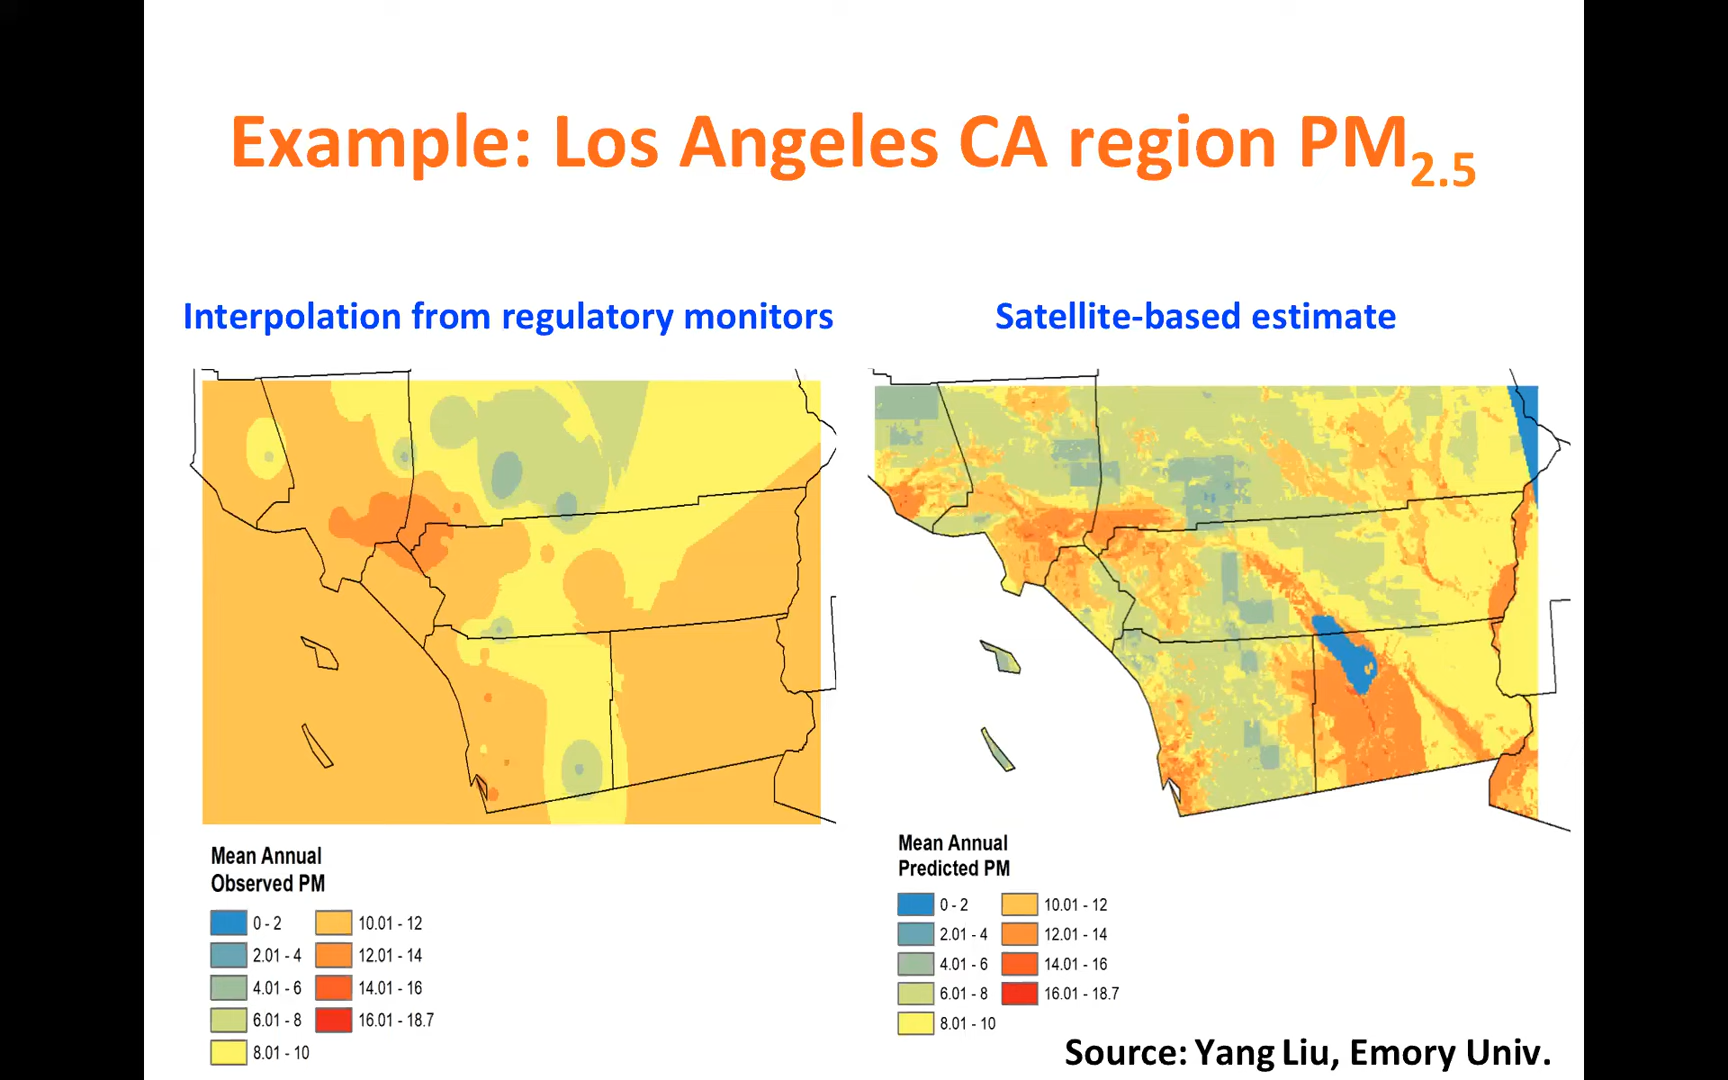 Example: Los Angeles CA region PM2.5
Interpolation from regulatory monitors
Satellite-based estimate
Mean Annual
Observed PM
0 - 2
2.01 - 4
4.01 - 6
6.01 - 8
8.01 - 10
10.01 - 12
12.01 - 14
14.01 - 16
16.01 - 18.7
Mean Annual
Predicted PM
0 - 2
2.01 - 4
4.01 - 6
6.01 - 8
8.01 - 10
10.01 - 12
12.01 - 14
14.01 - 16
16.01 - 18.7
Source: Yang Liu, Emory Univ.